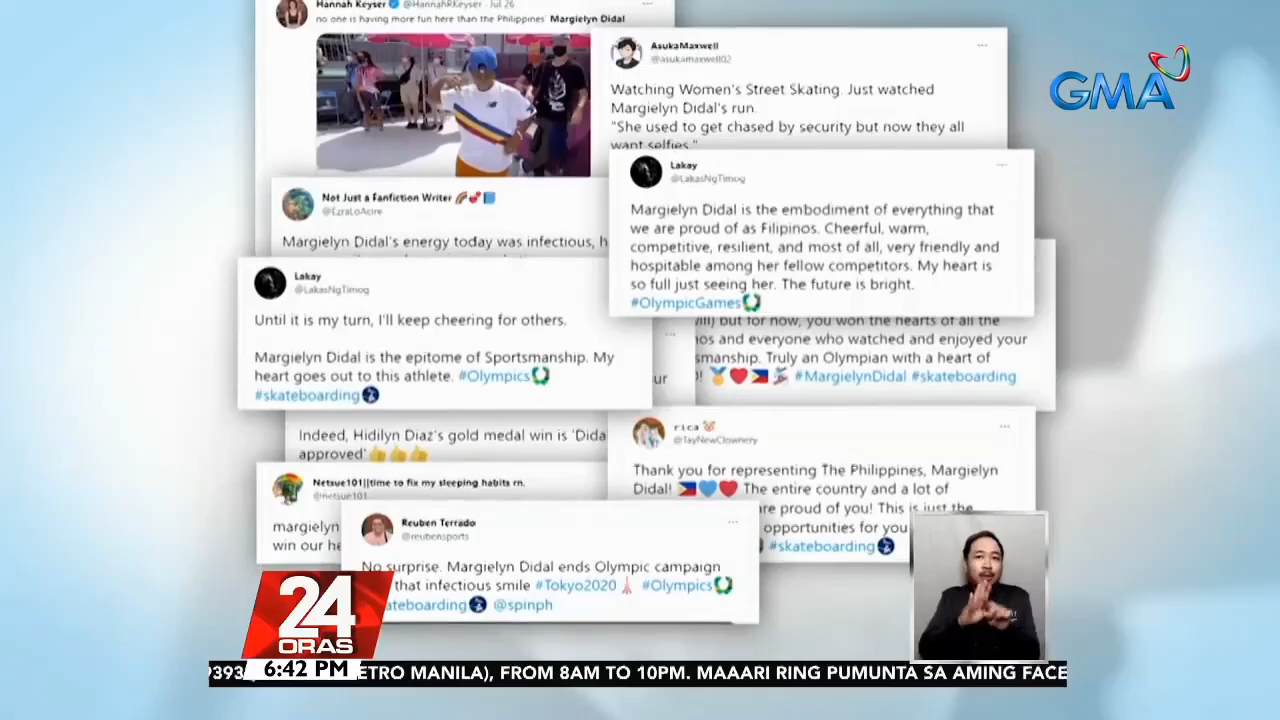 Hannah Keyser @HannahRKeyser · Jul 26
no one is having more fun here than the Philippines' Margielyn Didal
AsukaMaxwell
@asukamaxwell02
Watching Women's Street Skating. Just watched
Margielyn Didal's run.
"She used to get chased by security but now they all
want selfies."
GMA
Lakay
@LakasNgTimog
Margielyn Didal is the embodiment of everything that
we are proud of as Filipinos. Cheerful, warm,
competitive, resilient, and most of all, very friendly and
hospitable among her fellow competitors. My heart is
so full just seeing her. The future is bright.
#OlympicGames
Not Just a Fanfiction Writer
@EzraLoAcire
Margielyn Didal's energy today was infectious, h
Lakay
@LakasNgTimog
Until it is my turn, I'll keep cheering for others.
Margielyn Didal is the epitome of Sportsmanship. My
heart goes out to this athlete. #Olympics
#skateboarding
but for now, you won the hearts of all the
os and everyone who watched and enjoyed your
smanship. Truly an Olympian with a heart of
#MargielynDidal #skateboarding
our
Indeed, Hidilyn Diaz's gold medal win is 'Dida
approved' 👍👍👍
rica
@TayNewClownery
Thank you for representing The Philippines, Margielyn
Didal! 🇵🇭💙❤️ The entire country and a lot of
are proud of you! This is just the
opportunities for you
#skateboarding
Netsue101||time to fix my sleeping habits rn.
@netsue101
margielyn
win our he
Reuben Terrado
@reubensports
No surprise. Margielyn Didal ends Olympic campaign
that infectious smile #Tokyo2020 #Olympics
ateboarding @spinph
24
ORAS
6:42 PM
9393 ETRO MANILA), FROM 8AM TO 10PM. MAAARI RING PUMUNTA SA AMING FACE